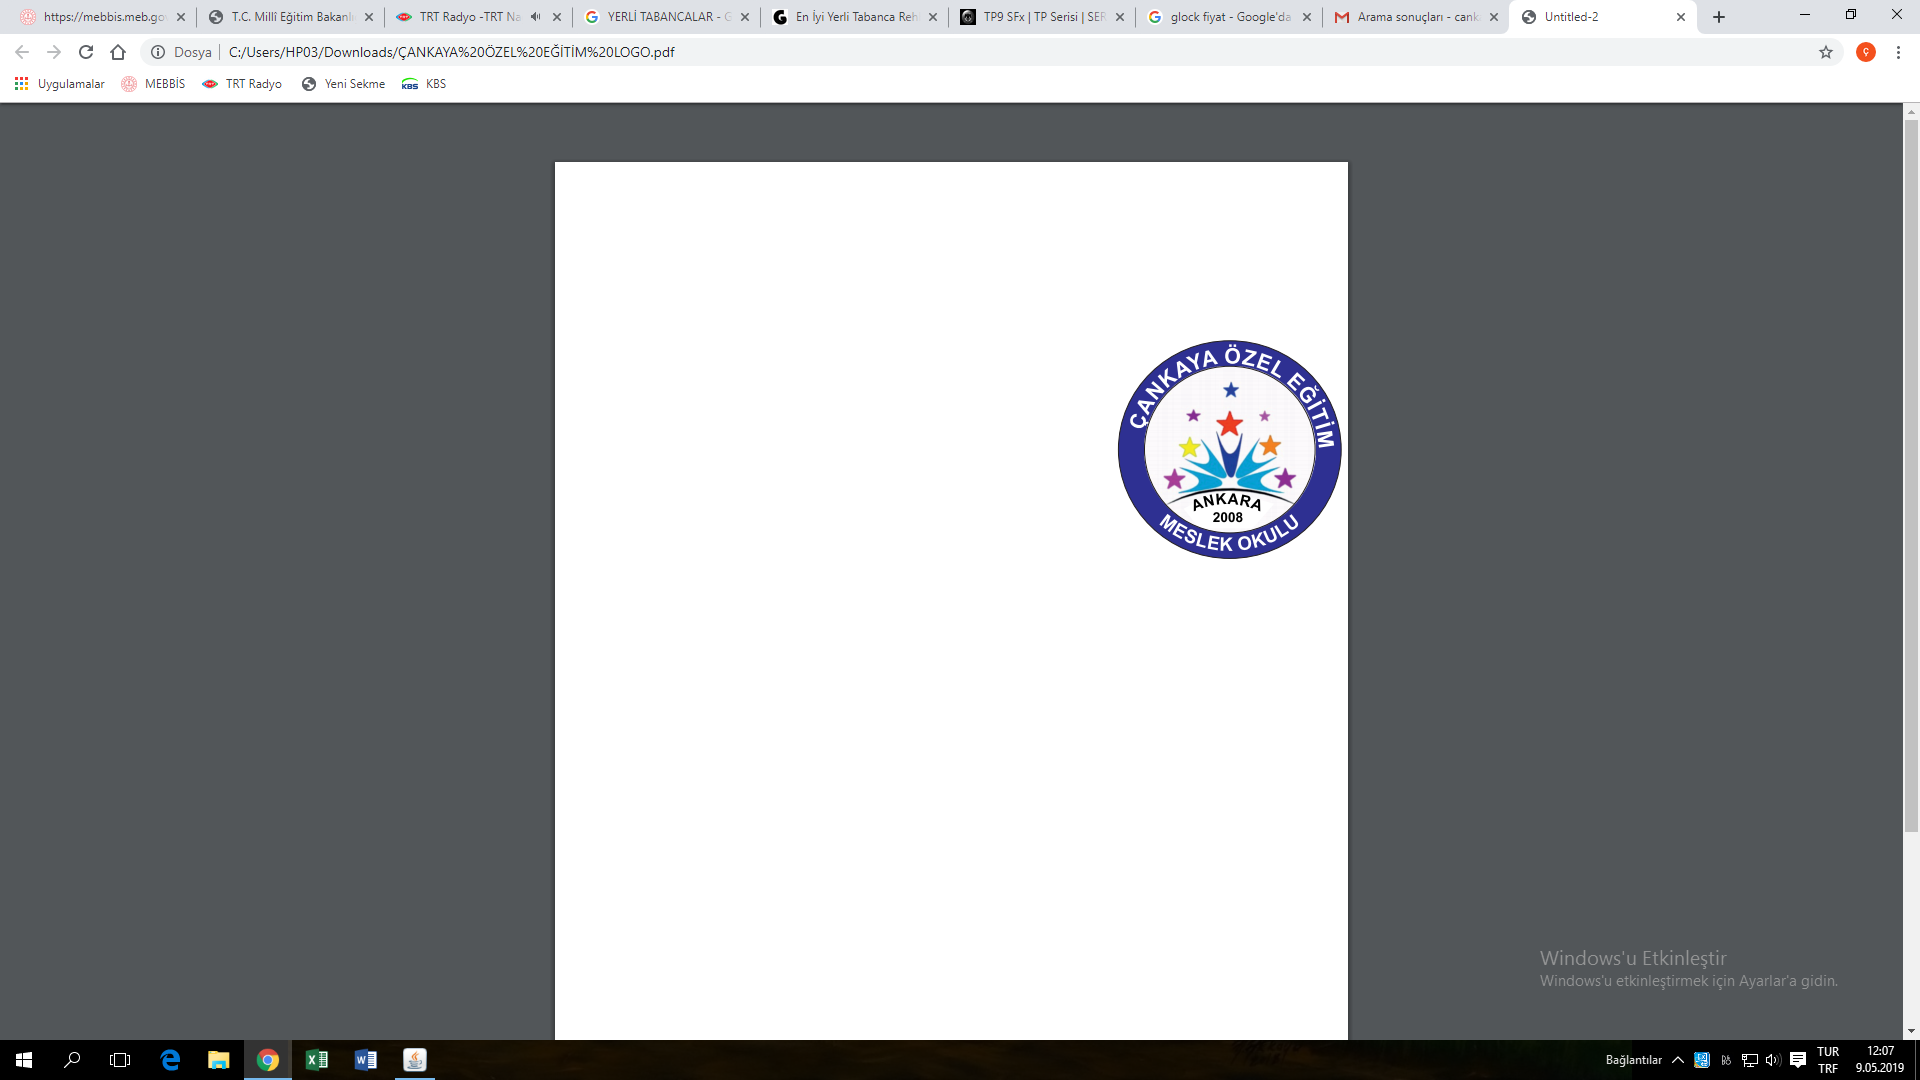 https://mebbis.meb.go
T.C. Millî Eğitim Bakanlı
TRT Radyo -TRT Na
YERLİ TABANCALAR - G
En İyi Yerli Tabanca Reh
TP9 SFx | TP Serisi | SER
glock fiyat - Google'da
Arama sonuçları - cank
Untitled-2
Dosya
C:/Users/HP03/Downloads/ÇANKAYA%20ÖZEL%20EĞİTİM%20LOGO.pdf
ç
Uygulamalar
MEBBİS
TRT Radyo
Yeni Sekme
KBS
KBS
ÇANKAYA ÖZEL EĞİTİM
ANKARA
2008
MESLEK OKULU
Windows'u Etkinleştir
Windows'u etkinleştirmek için Ayarlar'a gidin.
Bağlantılar
TUR
TRF
12:07
9.05.2019